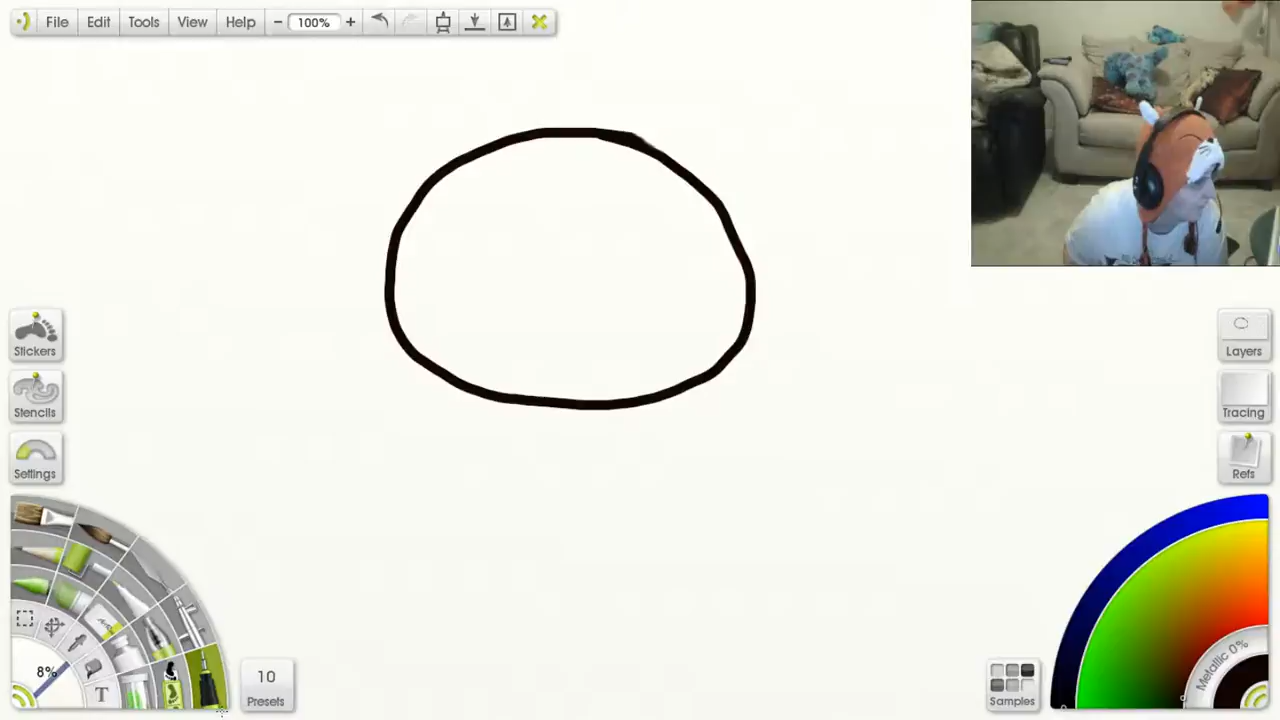 File Edit Tools View Help − 100% +
Stickers
Stencils
Settings
Layers
Tracing
Refs
8%
T
10
Presets
Samples
Metallic 0%